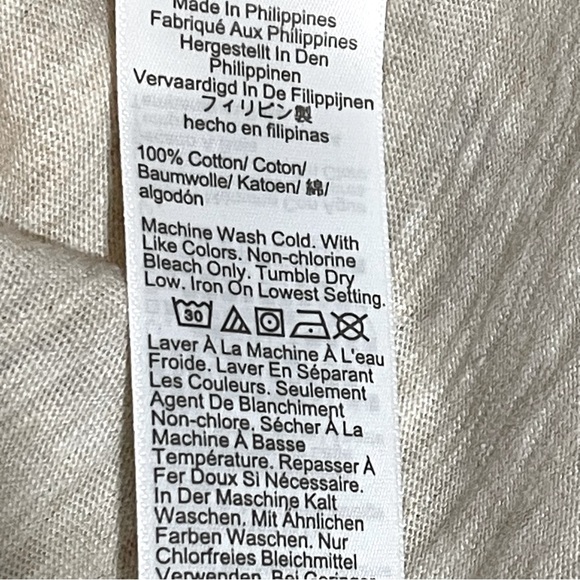 Made In Philippines
Fabriqué Aux Philippines
Hergestellt In Den
Philippinen
Vervaardigd In De Filippijnen
フィリピン製
hecho en filipinas
100% Cotton/ Coton/
Baumwolle/ Katoen/ 綿/
algodón
Machine Wash Cold. With
Like Colors. Non-chlorine
Bleach Only. Tumble Dry
Low. Iron On Lowest Setting.
30
Laver À La Machine À L'eau
Froide. Laver En Séparant
Les Couleurs. Seulement
Agent De Blanchiment
Non-chlore. Sécher À La
Machine À Basse
Température. Repasser À
Fer Doux Si Nécessaire.
In Der Maschine Kalt
Waschen. Mit Ähnlichen
Farben Waschen. Nur
Chlorfreies Bleichmittel
Verwenden. Bei